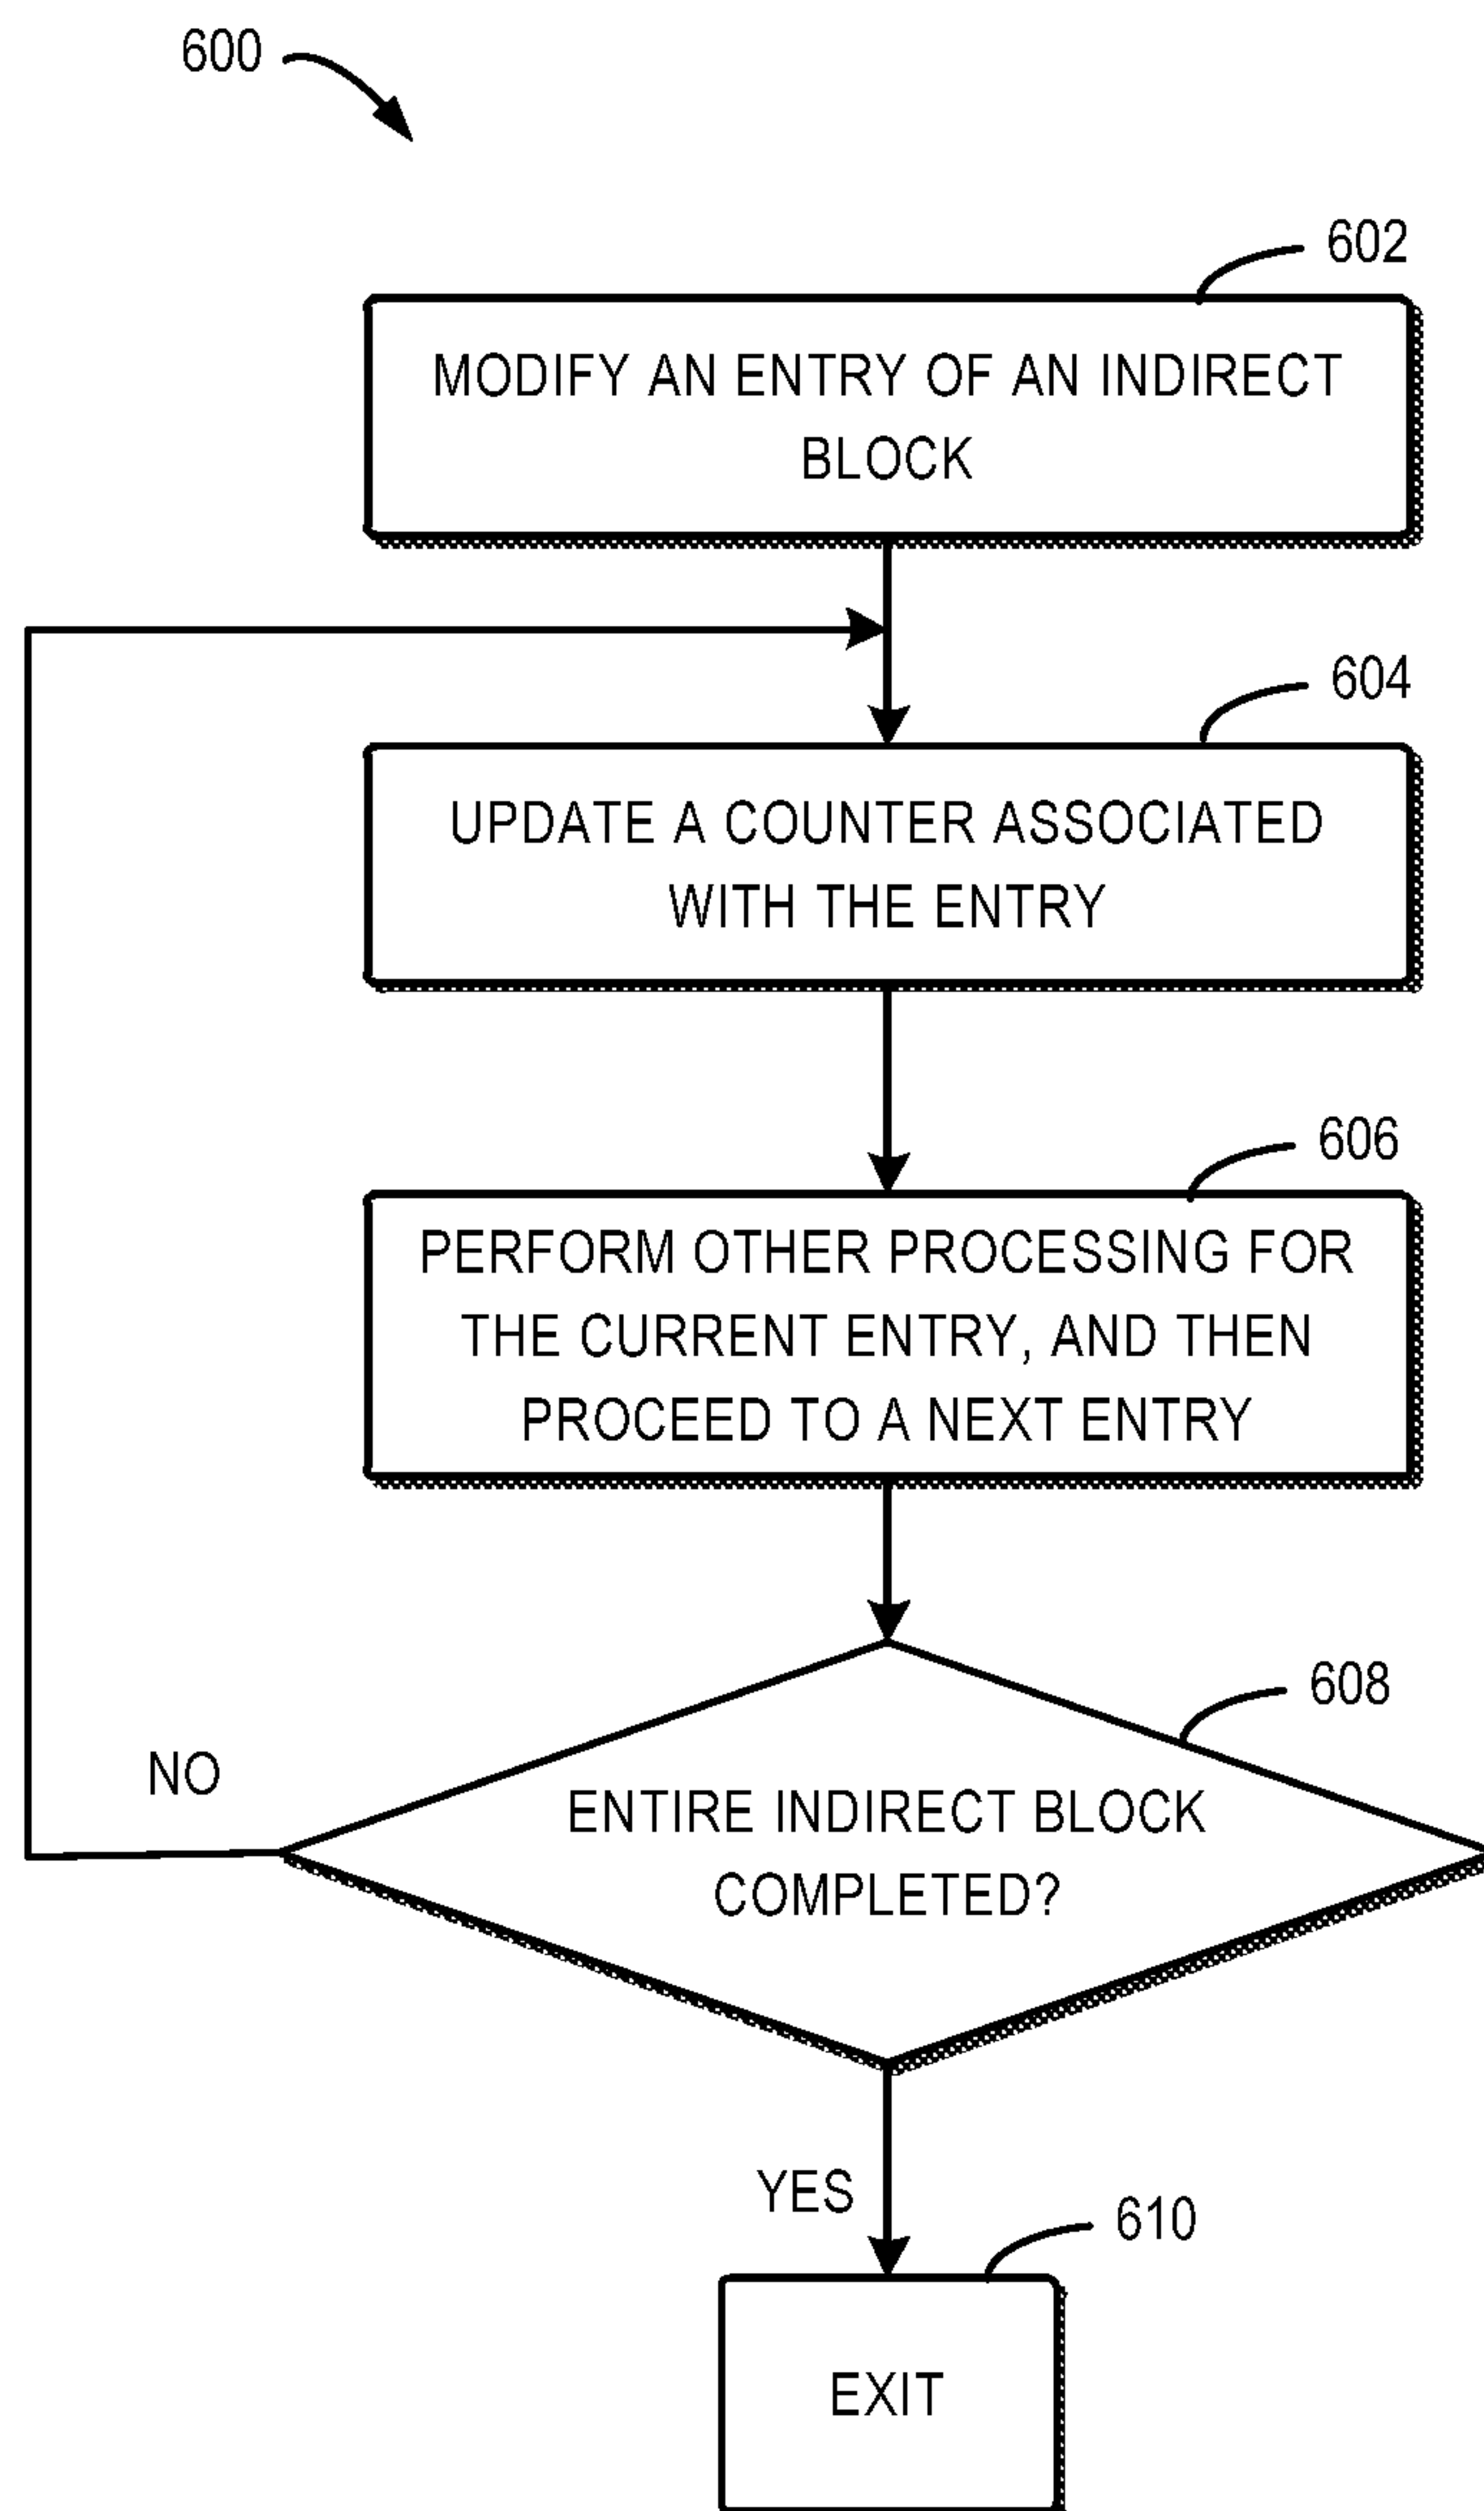 600
602
MODIFY AN ENTRY OF AN INDIRECT
BLOCK
604
UPDATE A COUNTER ASSOCIATED
WITH THE ENTRY
606
PERFORM OTHER PROCESSING FOR
THE CURRENT ENTRY, AND THEN
PROCEED TO A NEXT ENTRY
608
NO
ENTIRE INDIRECT BLOCK
COMPLETED?
YES
610
EXIT